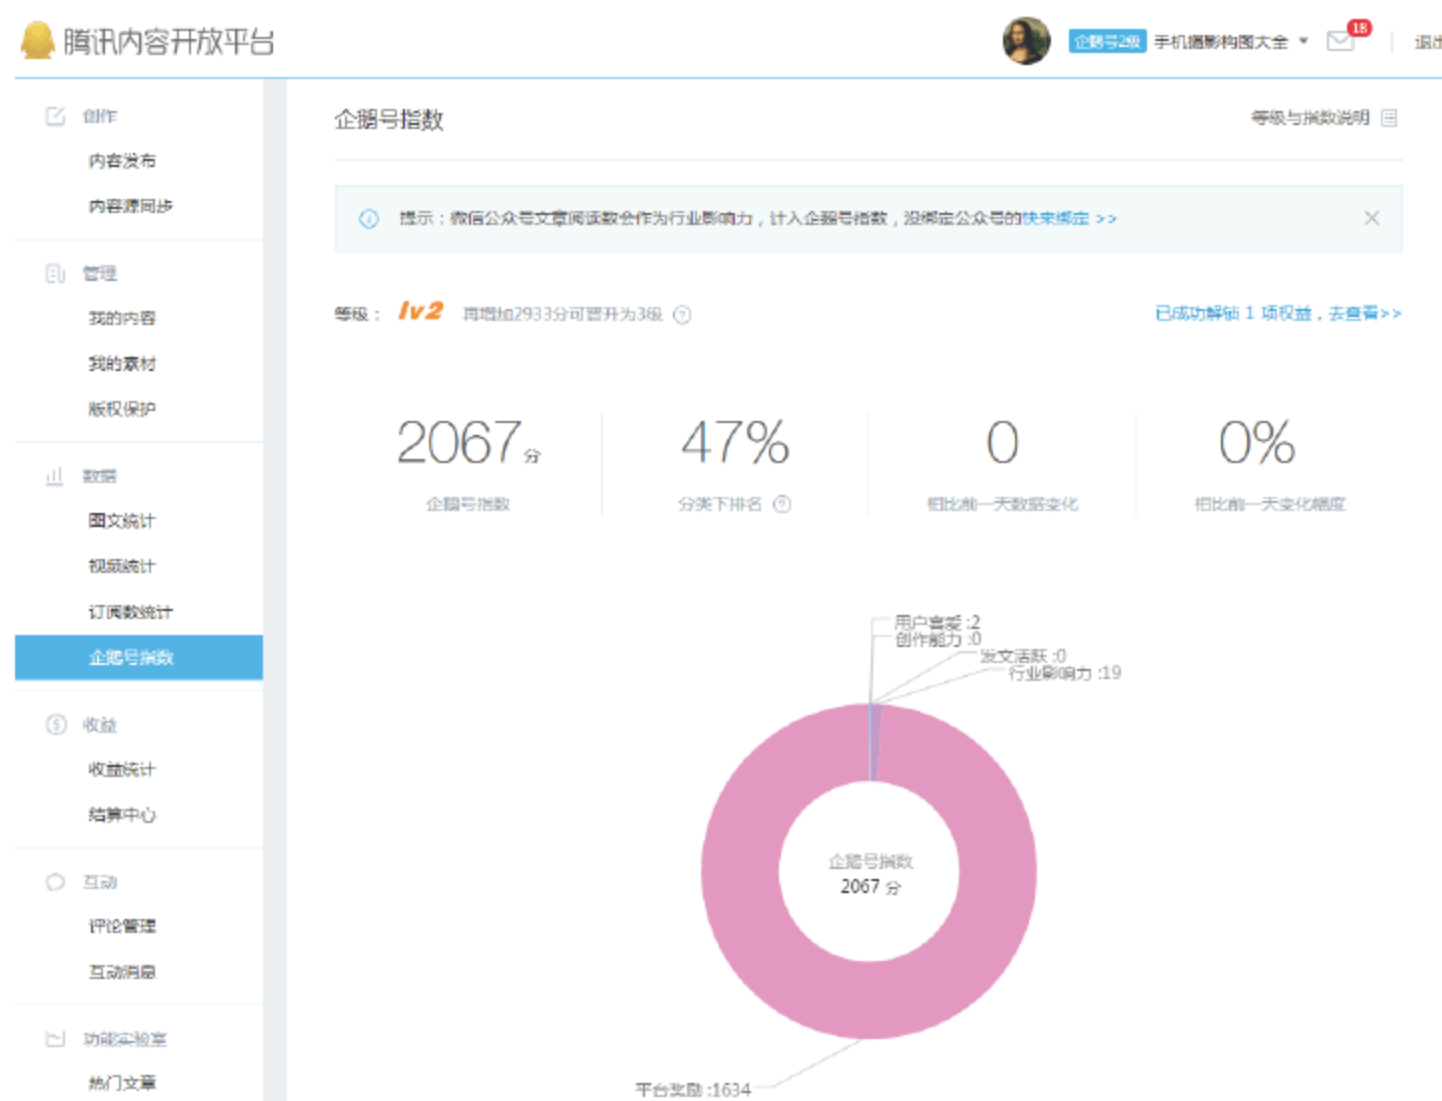 腾讯内容开放平台
企鹅号2级 手机摄影构图大全 18 退出
创作
内容发布
内容源同步
管理
我的内容
我的素材
版权保护
数据
图文统计
视频统计
订阅数统计
企鹅号指数
收益
收益统计
结算中心
互动
评论管理
互动消息
功能实验室
热门文章
企鹅号指数
等级与指数说明
提示:微信公众号文章阅读数会作为行业影响力,计入企鹅号指数,没绑定公众号的快来绑定 >>
等级: lv2 再增加2933分可晋升为3级
已成功解锁 1 项权益,去查看>>
2067分
企鹅号指数
47%
分类下排名
0
相比前一天数据变化
0%
相比前一天变化幅度
用户喜爱 :2
创作能力 :0
发文活跃 :0
行业影响力 :19
企鹅号指数
2067 分
平台奖励 :1634